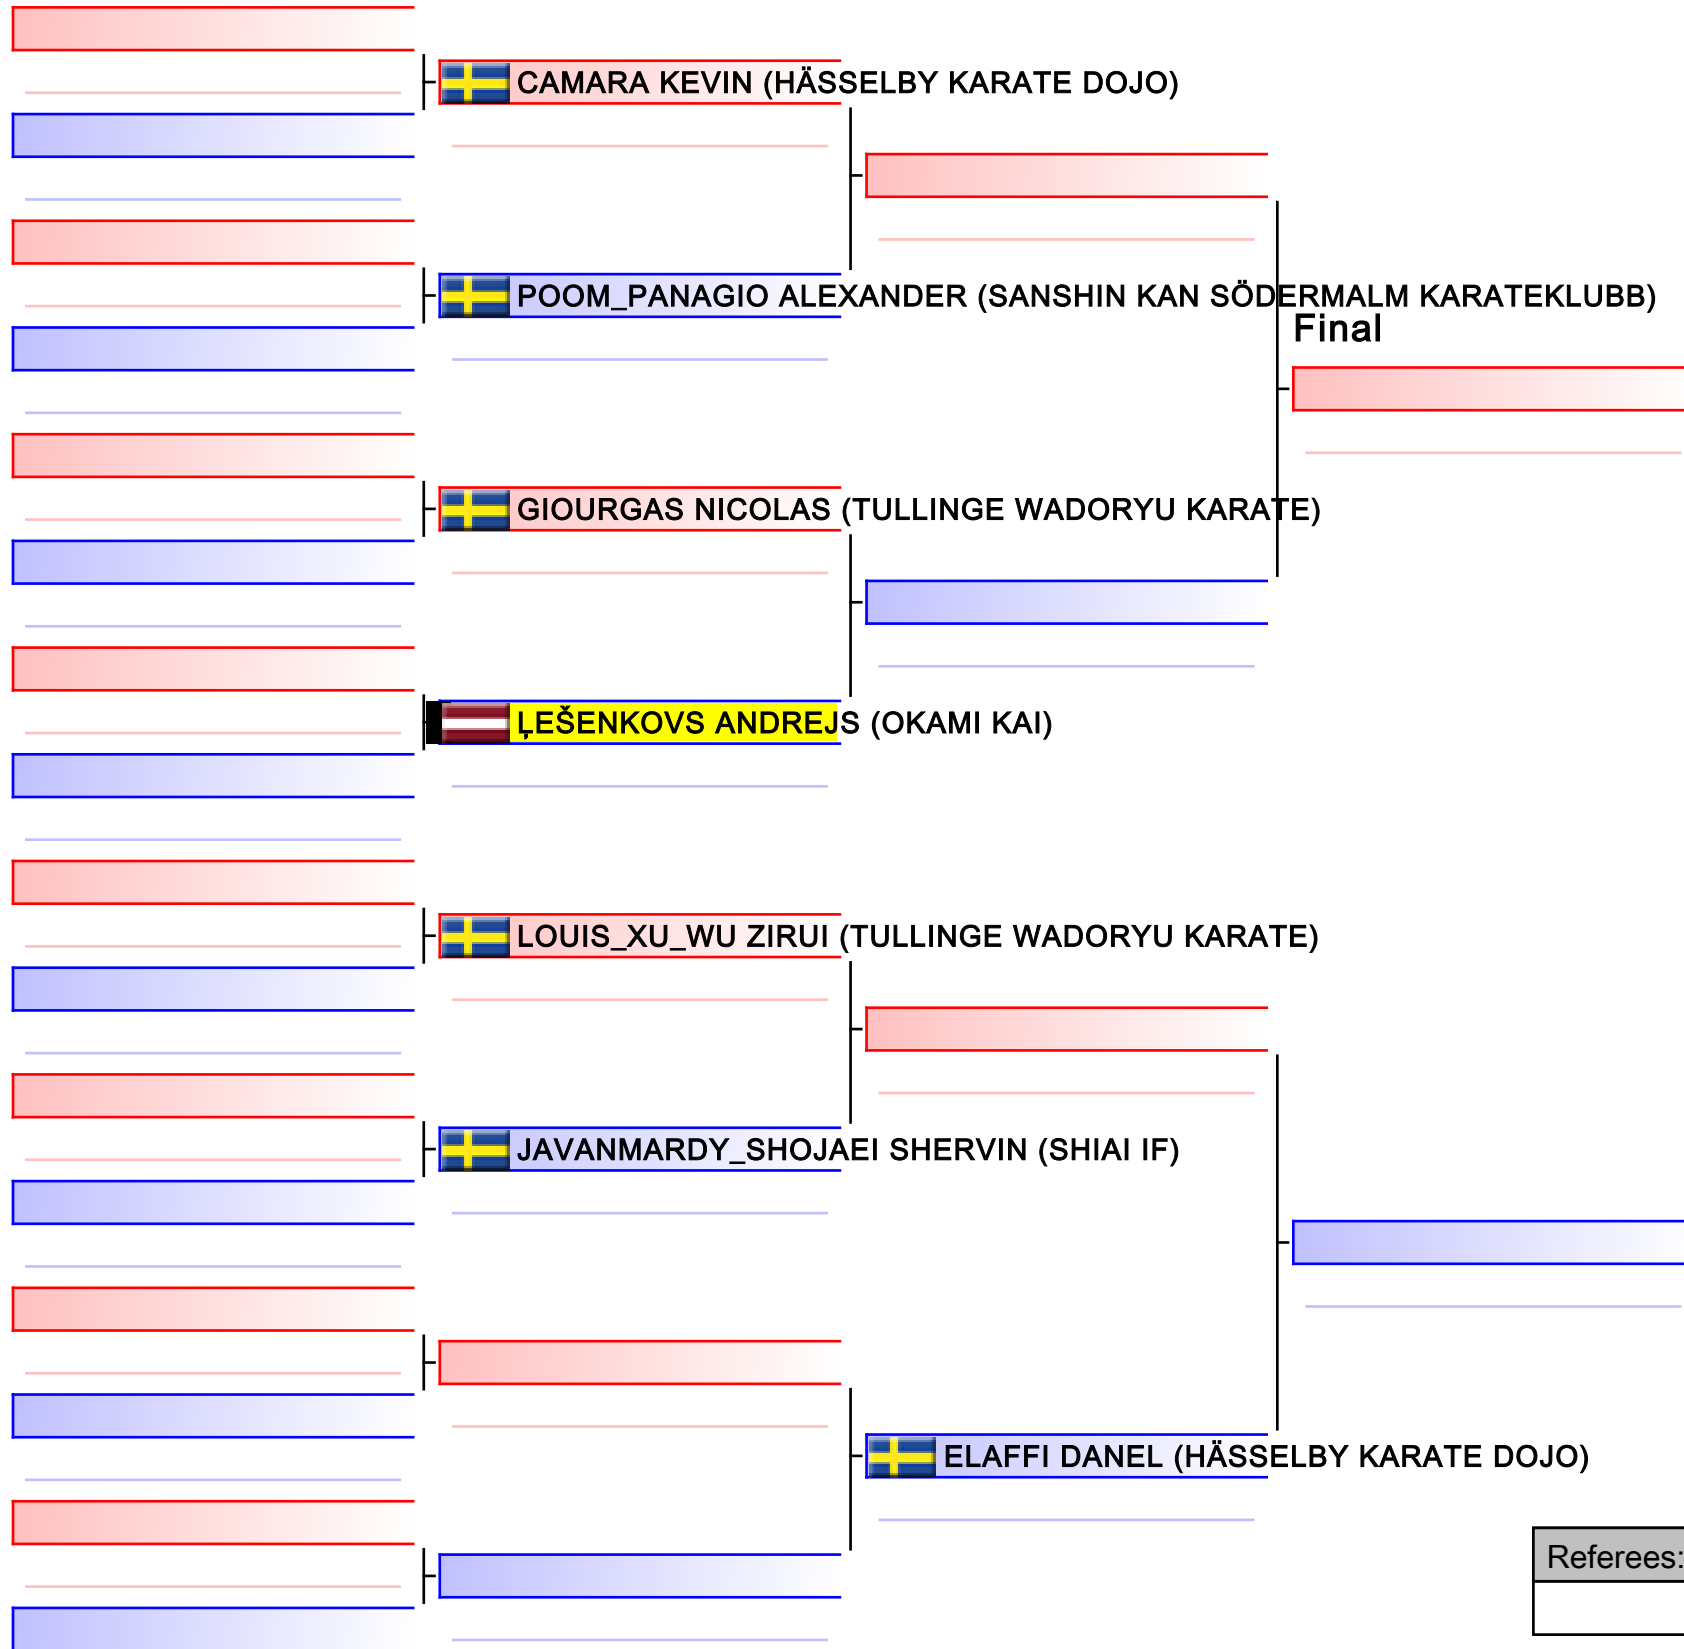 CAMARA KEVIN (HÄSSELBY KARATE DOJO)
POOM_PANAGIO ALEXANDER (SANSHIN KAN SÖDERMALM KARATEKLUBB)
Final
GIOURGAS NICOLAS (TULLINGE WADORYU KARATE)
ĻEŠENKOVS ANDREJS (OKAMI KAI)
LOUIS_XU_WU ZIRUI (TULLINGE WADORYU KARATE)
JAVANMARDY_SHOJAEI SHERVIN (SHIAI IF)
ELAFFI DANEL (HÄSSELBY KARATE DOJO)
Referees: